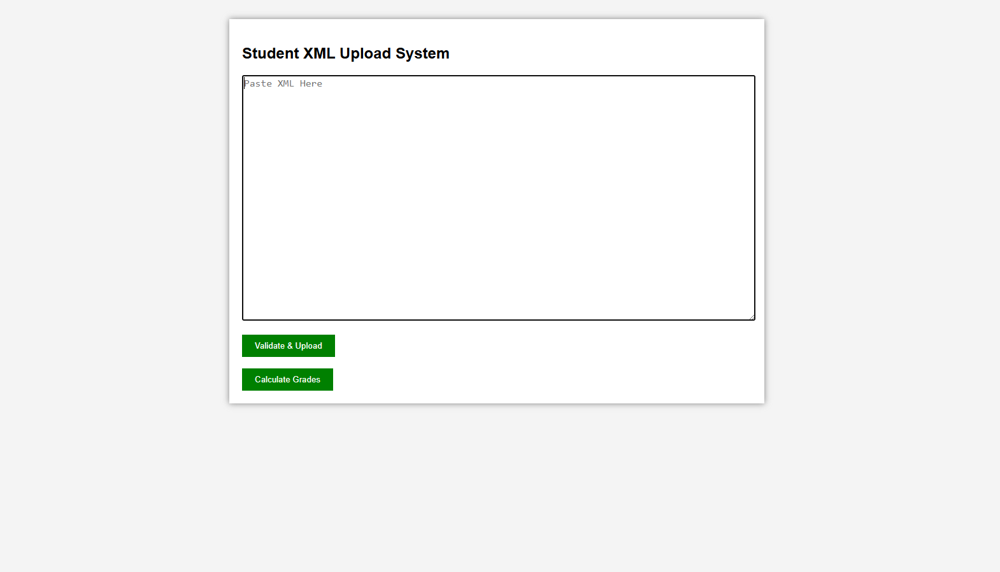 Student XML Upload System
Paste XML Here
Validate & Upload
Calculate Grades